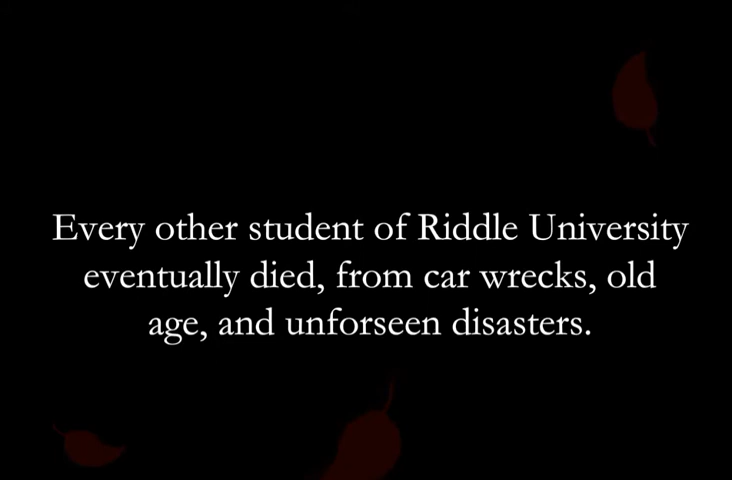 Every other student of Riddle University
eventually died, from car wrecks, old
age, and unforseen disasters.